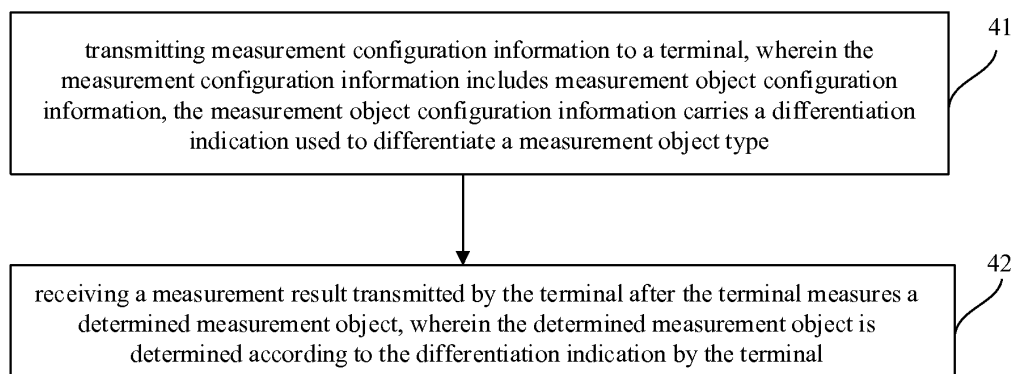 41
transmitting measurement configuration information to a terminal, wherein the
measurement configuration information includes measurement object configuration
information, the measurement object configuration information carries a differentiation
indication used to differentiate a measurement object type
42
receiving a measurement result transmitted by the terminal after the terminal measures a
determined measurement object, wherein the determined measurement object is
determined according to the differentiation indication by the terminal